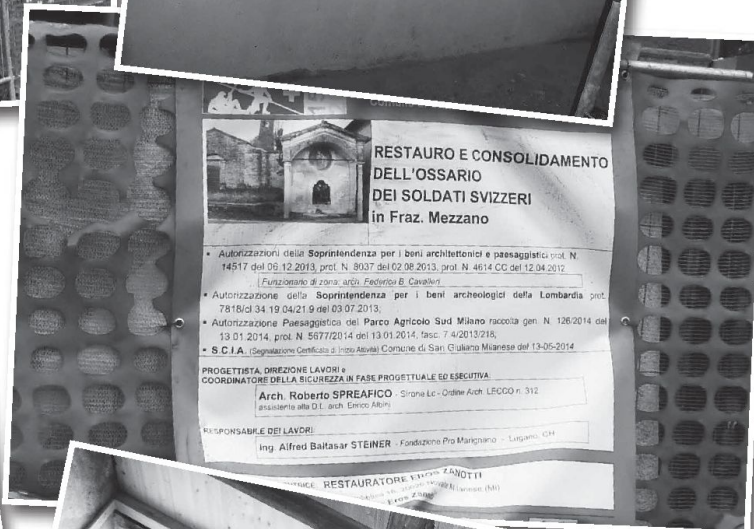 RESTAURO E CONSOLIDAMENTO
DELL'OSSARIO
DEI SOLDATI SVIZZERI
in Fraz. Mezzano
• Autorizzazioni della Soprintendenza per i beni architettonici e paesaggistici prot. N.
14517 del 06.12.2013, prot. N. 8037 del 02.08.2013, prot. N. 4614 CC del 12.04.2012
Funzionario di zona: arch. Federica B. Cavalleri
• Autorizzazione della Soprintendenza per i beni archeologici della Lombardia prot.
7818/cl 34.19.04/21.9 del 03.07.2013;
• Autorizzazione Paesaggistica del Parco Agricolo Sud Milano raccolta gen. N. 126/2014 del
13.01.2014, prot. N. 5677/2014 del 13.01.2014, fasc. 7.4/2013/218,
• S.C.I.A. (Segnalazione Certificata di Inizio Attività) Comune di San Giuliano Milanese del 13-05-2014
PROGETTISTA, DIREZIONE LAVORI e
COORDINATORE DELLA SICUREZZA IN FASE PROGETTUALE ED ESECUTIVA:
Arch. Roberto SPREAFICO - Sirone Lc - Ordine Arch. LECCO n. 312
assistente alla D.L. arch. Enrico Albini
RESPONSABILE DEI LAVORI:
ing. Alfred Baltasar STEINER - Fondazione Pro Marignano - Lugano, CH
RESTAURATORE EROS ZANOTTI
(Mi)
Eros